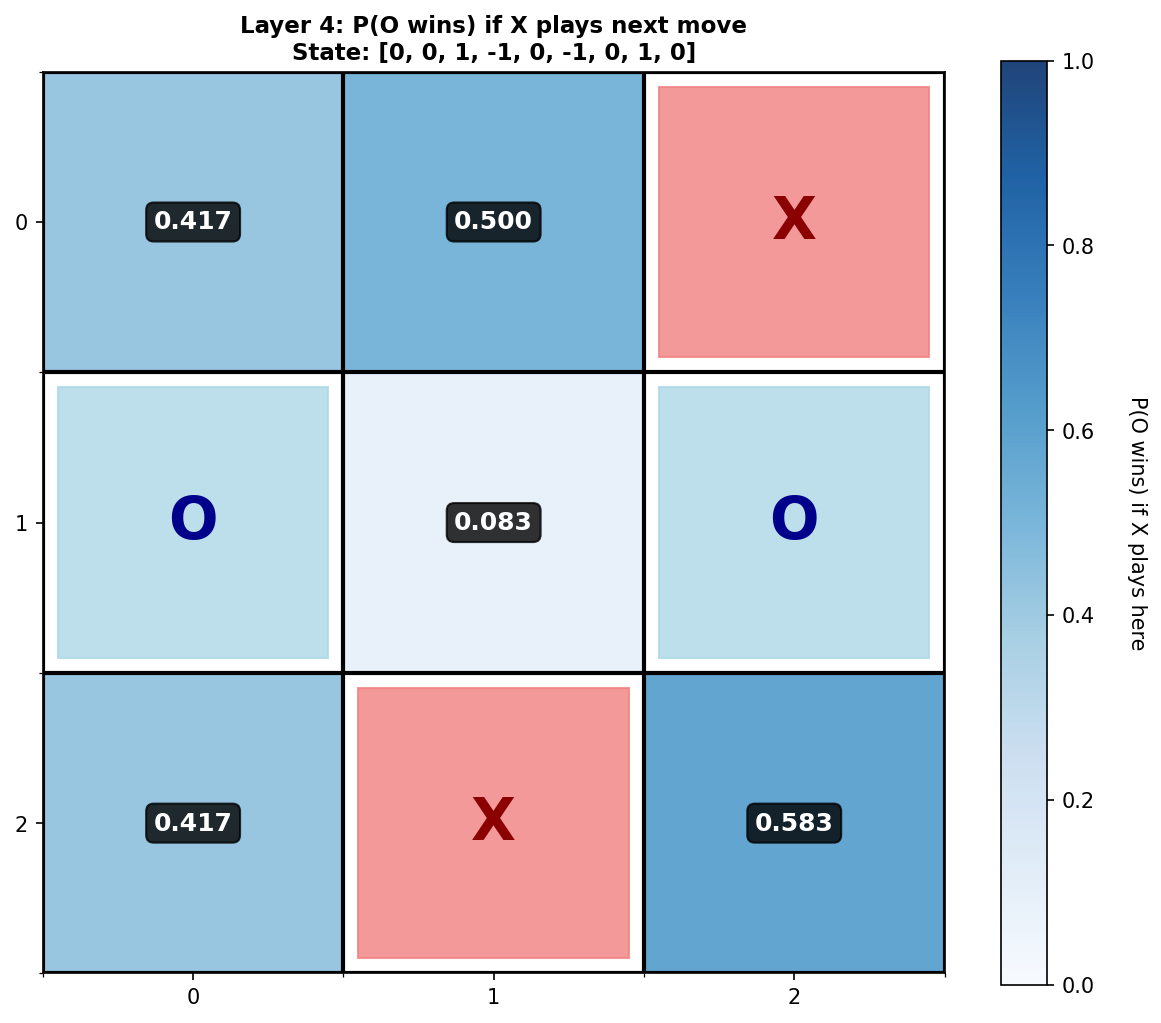 Layer 4: P(O wins) if X plays next move
State: [0, 0, 1, -1, 0, -1, 0, 1, 0]
0.417 0.500 X
O 0.083 O
0.417 X 0.583
0
1
2
0 1 2
1.0
0.8
0.6
0.4
0.2
0.0
P(O wins) if X plays here